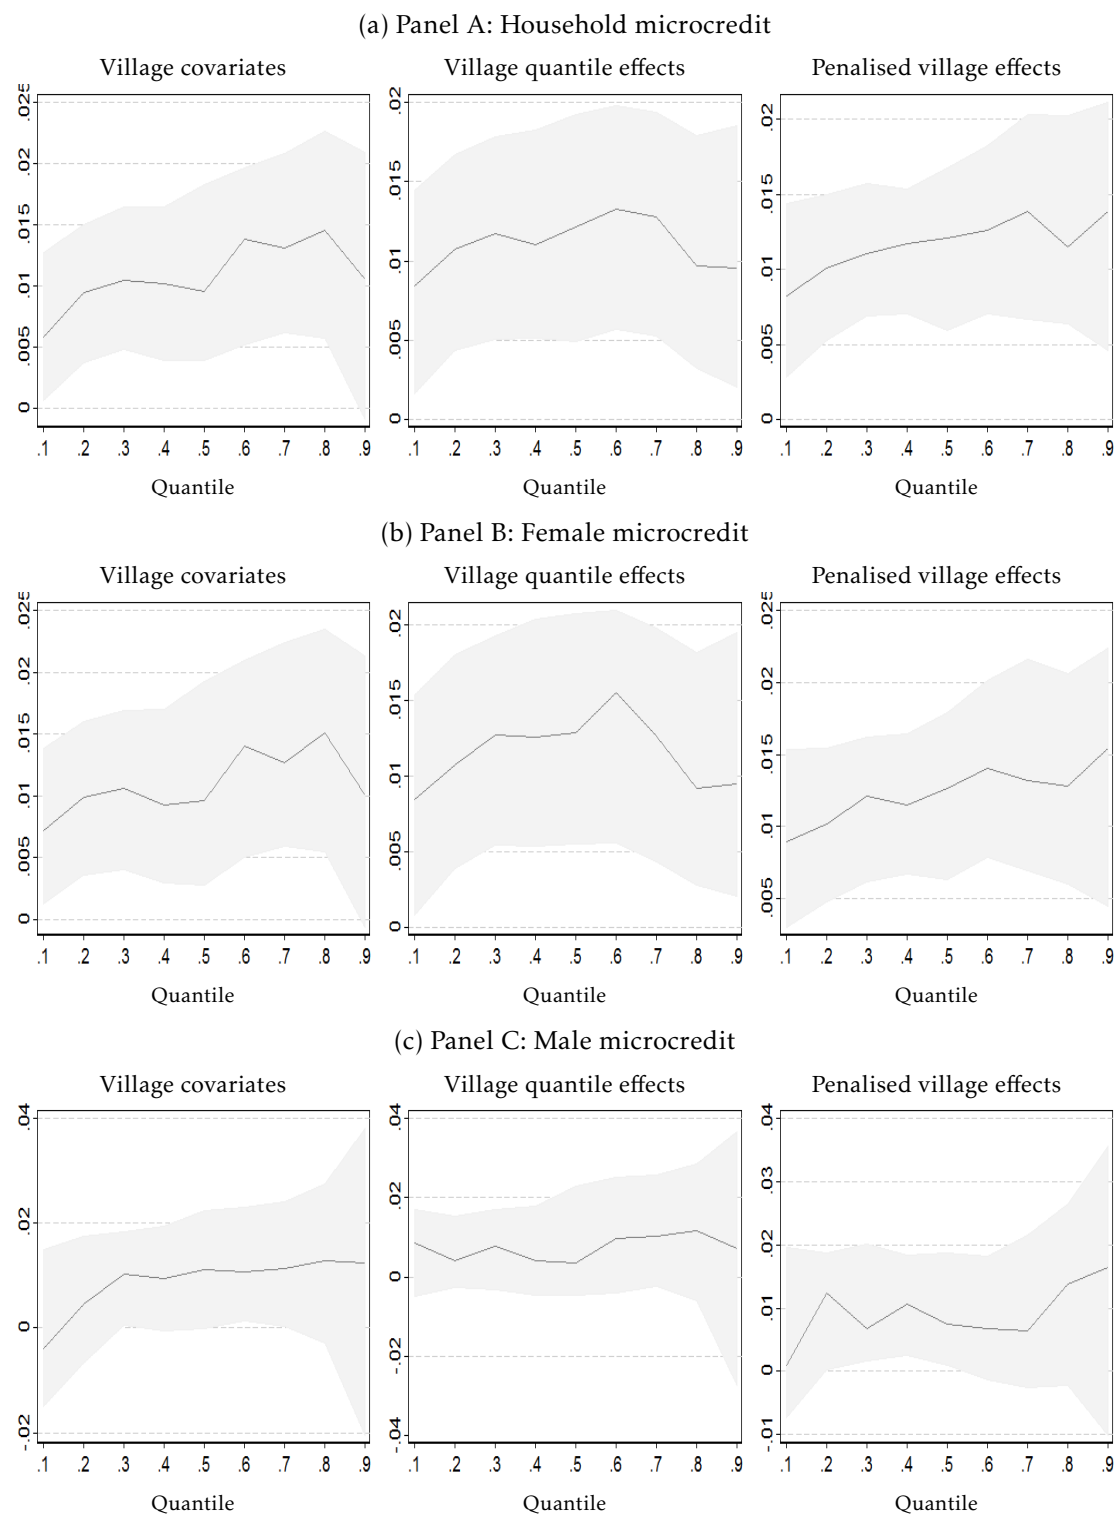 (a) Panel A: Household microcredit
Village covariates
Village quantile effects
Penalised village effects
0 .005 .01 .015 .02 .025
0 .005 .01 .015 .02
0 .005 .01 .015 .02
.1 .2 .3 .4 .5 .6 .7 .8 .9
.1 .2 .3 .4 .5 .6 .7 .8 .9
.1 .2 .3 .4 .5 .6 .7 .8 .9
Quantile
Quantile
Quantile
(b) Panel B: Female microcredit
Village covariates
Village quantile effects
Penalised village effects
0 .005 .01 .015 .02 .025
0 .005 .01 .015 .02
.005 .01 .015 .02 .025
.1 .2 .3 .4 .5 .6 .7 .8 .9
.1 .2 .3 .4 .5 .6 .7 .8 .9
.1 .2 .3 .4 .5 .6 .7 .8 .9
Quantile
Quantile
Quantile
(c) Panel C: Male microcredit
Village covariates
Village quantile effects
Penalised village effects
-.02 0 .02 .04
-.04 -.02 0 .02 .04
-.01 0 .01 .02 .03 .04
.1 .2 .3 .4 .5 .6 .7 .8 .9
.1 .2 .3 .4 .5 .6 .7 .8 .9
.1 .2 .3 .4 .5 .6 .7 .8 .9
Quantile
Quantile
Quantile